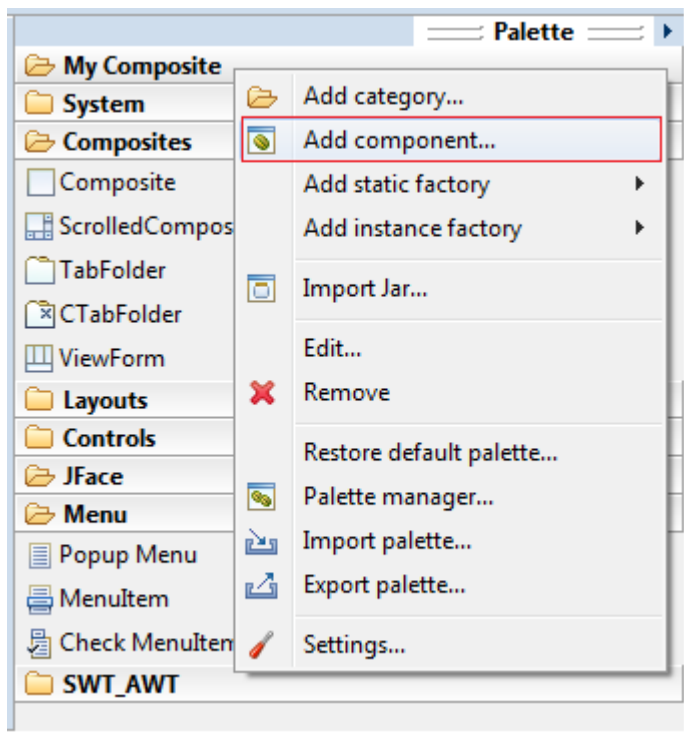 Palette
My Composite
System
Composites
Composite
ScrolledCompos
TabFolder
CTabFolder
ViewForm
Layouts
Controls
JFace
Menu
Popup Menu
MenuItem
Check MenuItem
SWT_AWT
Add category...
Add component...
Add static factory
Add instance factory
Import Jar...
Edit...
Remove
Restore default palette...
Palette manager...
Import palette...
Export palette...
Settings...